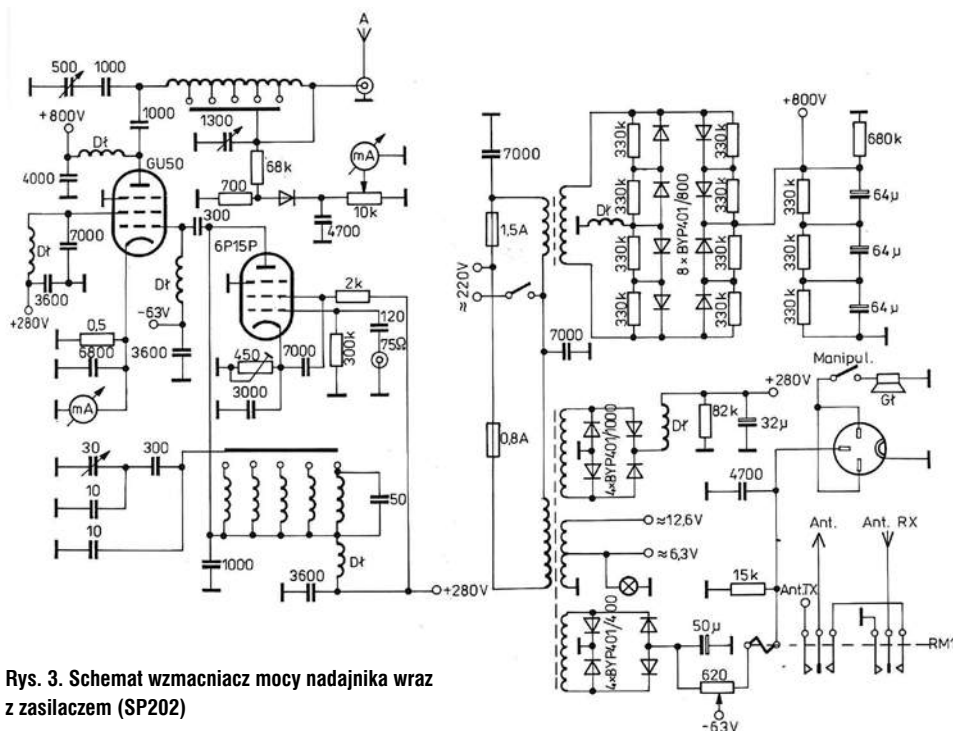 A
500
1000
+800V
Dł
4000
GU50
1000
1300
68k
mA
700
10k
4700
Dł
7000
3600
+280V
300
6P15P
Dł
-63V
3600
2k
120
75Ω
300k
450
7000
3000
0,5
6800
mA
30
300
10
10
50
1000
Dł
3600
+280V
7000
1,5A
≈220V
7000
0,8A
Dł
330k
330k
330k
330k
8 × BYP401/800
330k
330k
330k
330k
+800V
680k
330k
330k
330k
64µ
64µ
64µ
4×BYP401/1000
Dł
82k
32µ
+280V
Manipul.
Gł
4700
≈12,6V
≈6,3V
15k
Ant.
Ant. RX
Ant.TX
RM1
4×BYP401/400
50µ
620
-63V
Rys. 3. Schemat wzmacniacz mocy nadajnika wraz
z zasilaczem (SP202)